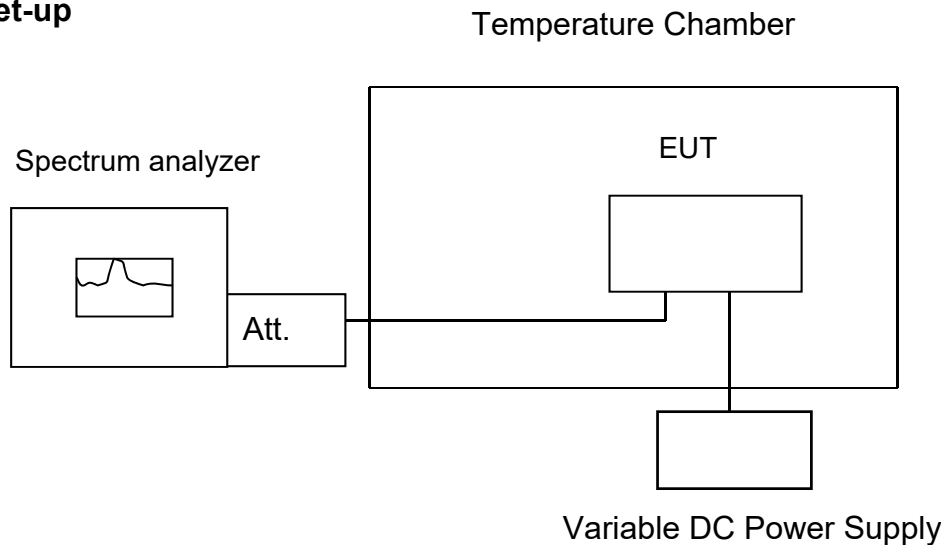 et-up
Temperature Chamber
EUT
Spectrum analyzer
Att.
Variable DC Power Supply